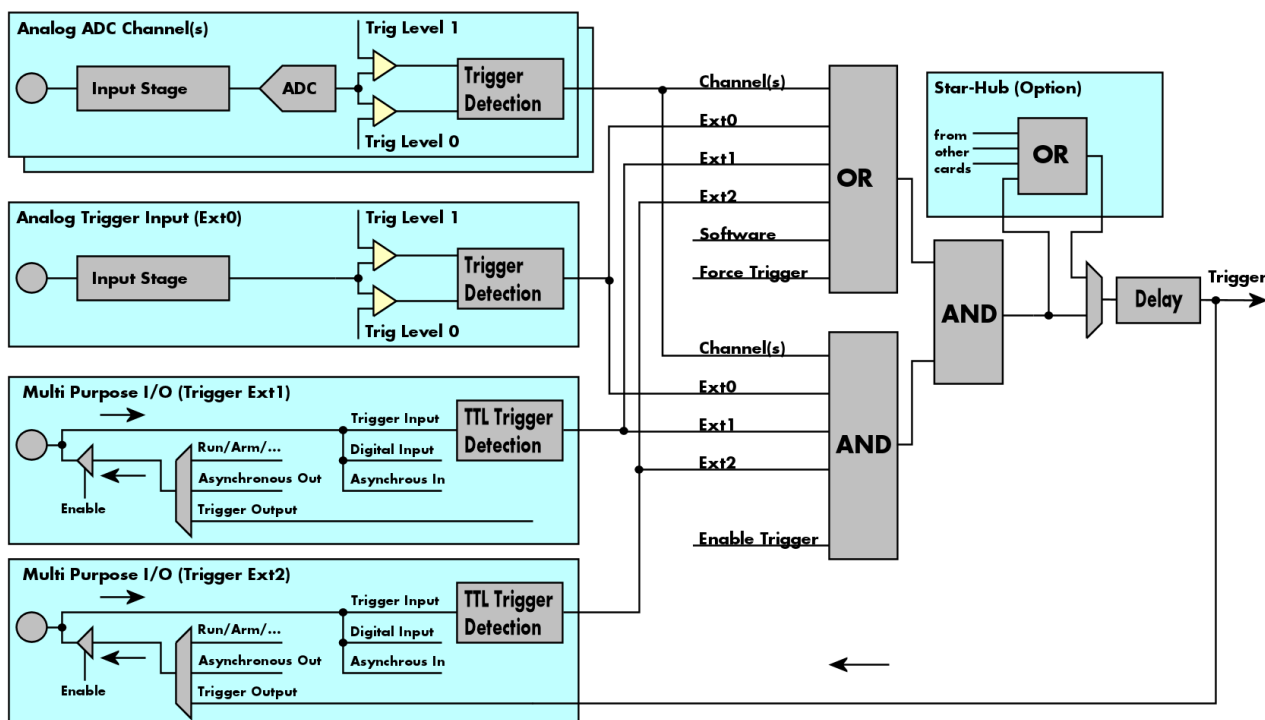 Analog ADC Channel(s)
Input Stage
ADC
Trig Level 1
Trig Level 0
Trigger
Detection
Analog Trigger Input (Ext0)
Input Stage
Trig Level 1
Trig Level 0
Trigger
Detection
Multi Purpose I/O (Trigger Ext1)
Trigger Input
Digital Input
Asynchrous In
TTL Trigger
Detection
Run/Arm/...
Asynchronous Out
Trigger Output
Enable
Multi Purpose I/O (Trigger Ext2)
Trigger Input
Digital Input
Asynchrous In
TTL Trigger
Detection
Run/Arm/...
Asynchronous Out
Trigger Output
Enable
Channel(s)
Ext0
Ext1
Ext2
Software
Force Trigger
OR
Channel(s)
Ext0
Ext1
Ext2
Enable Trigger
AND
AND
Star-Hub (Option)
from
other
cards
OR
Delay
Trigger